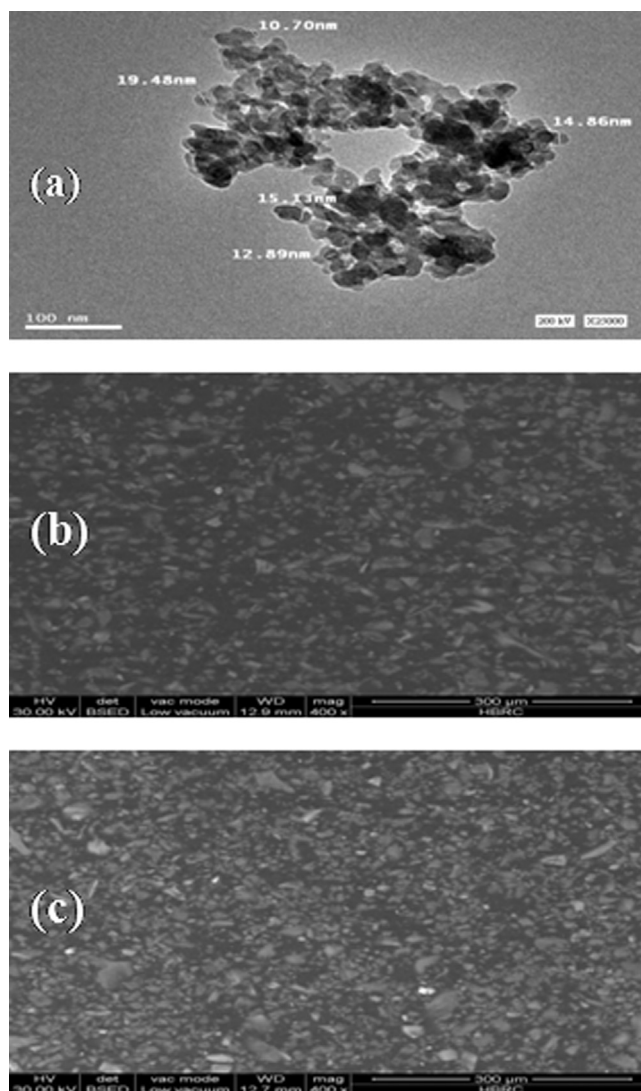 10.70nm
19.48nm
14.86nm
(a)
15.13nm
12.89nm
100 nm
200 kV
X25000
(b)
HV det vac mode WD mag 300 µm
30.00 kV BSED Low vacuum 12.9 mm 400 x HBRC
(c)
HV det vac mode WD mag 300 µm
30.00 kV BSED Low vacuum 12.7 mm 400 x HBRC